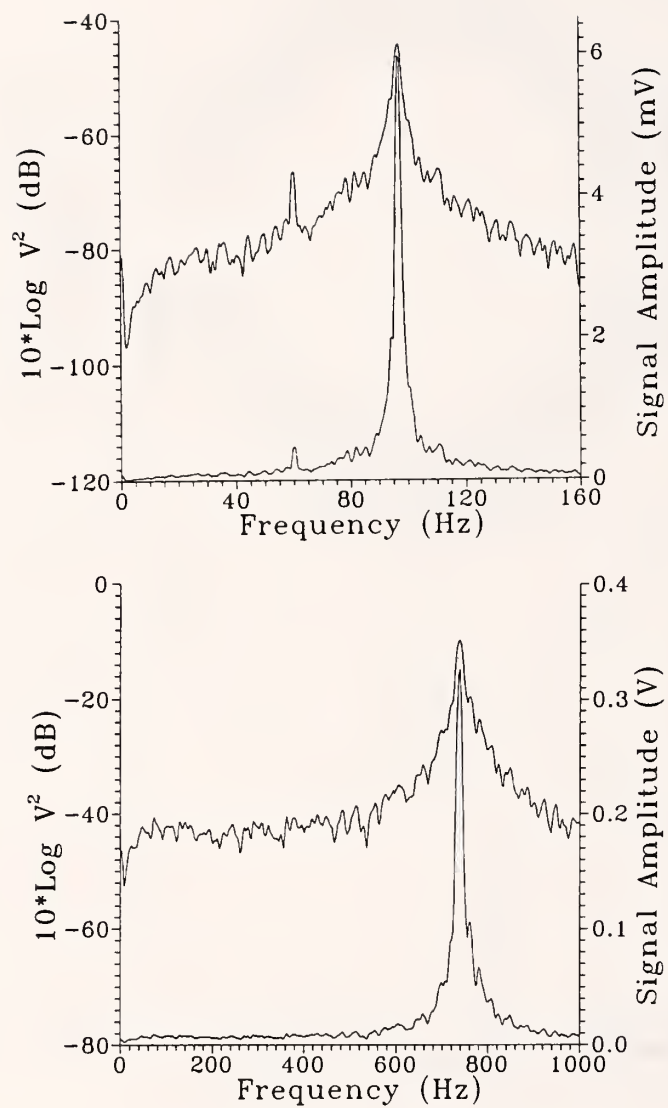 -40
-60
-80
-100
-120
10*Log V² (dB)
6
4
2
0
Signal Amplitude (mV)
0 40 80 120 160
Frequency (Hz)
0
-20
-40
-60
-80
10*Log V² (dB)
0.4
0.3
0.2
0.1
0.0
Signal Amplitude (V)
0 200 400 600 800 1000
Frequency (Hz)